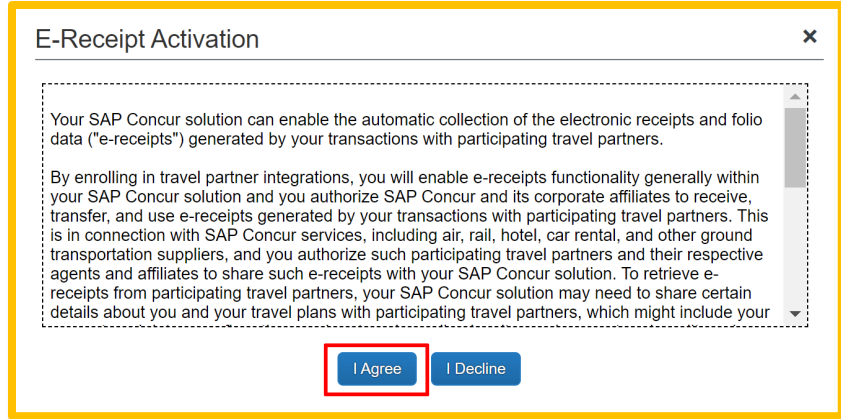 E-Receipt Activation
Your SAP Concur solution can enable the automatic collection of the electronic receipts and folio
data ("e-receipts") generated by your transactions with participating travel partners.
By enrolling in travel partner integrations, you will enable e-receipts functionality generally within
your SAP Concur solution and you authorize SAP Concur and its corporate affiliates to receive,
transfer, and use e-receipts generated by your transactions with participating travel partners. This
is in connection with SAP Concur services, including air, rail, hotel, car rental, and other ground
transportation suppliers, and you authorize such participating travel partners and their respective
agents and affiliates to share such e-receipts with your SAP Concur solution. To retrieve e-
receipts from participating travel partners, your SAP Concur solution may need to share certain
details about you and your travel plans with participating travel partners, which might include your
I Agree
I Decline